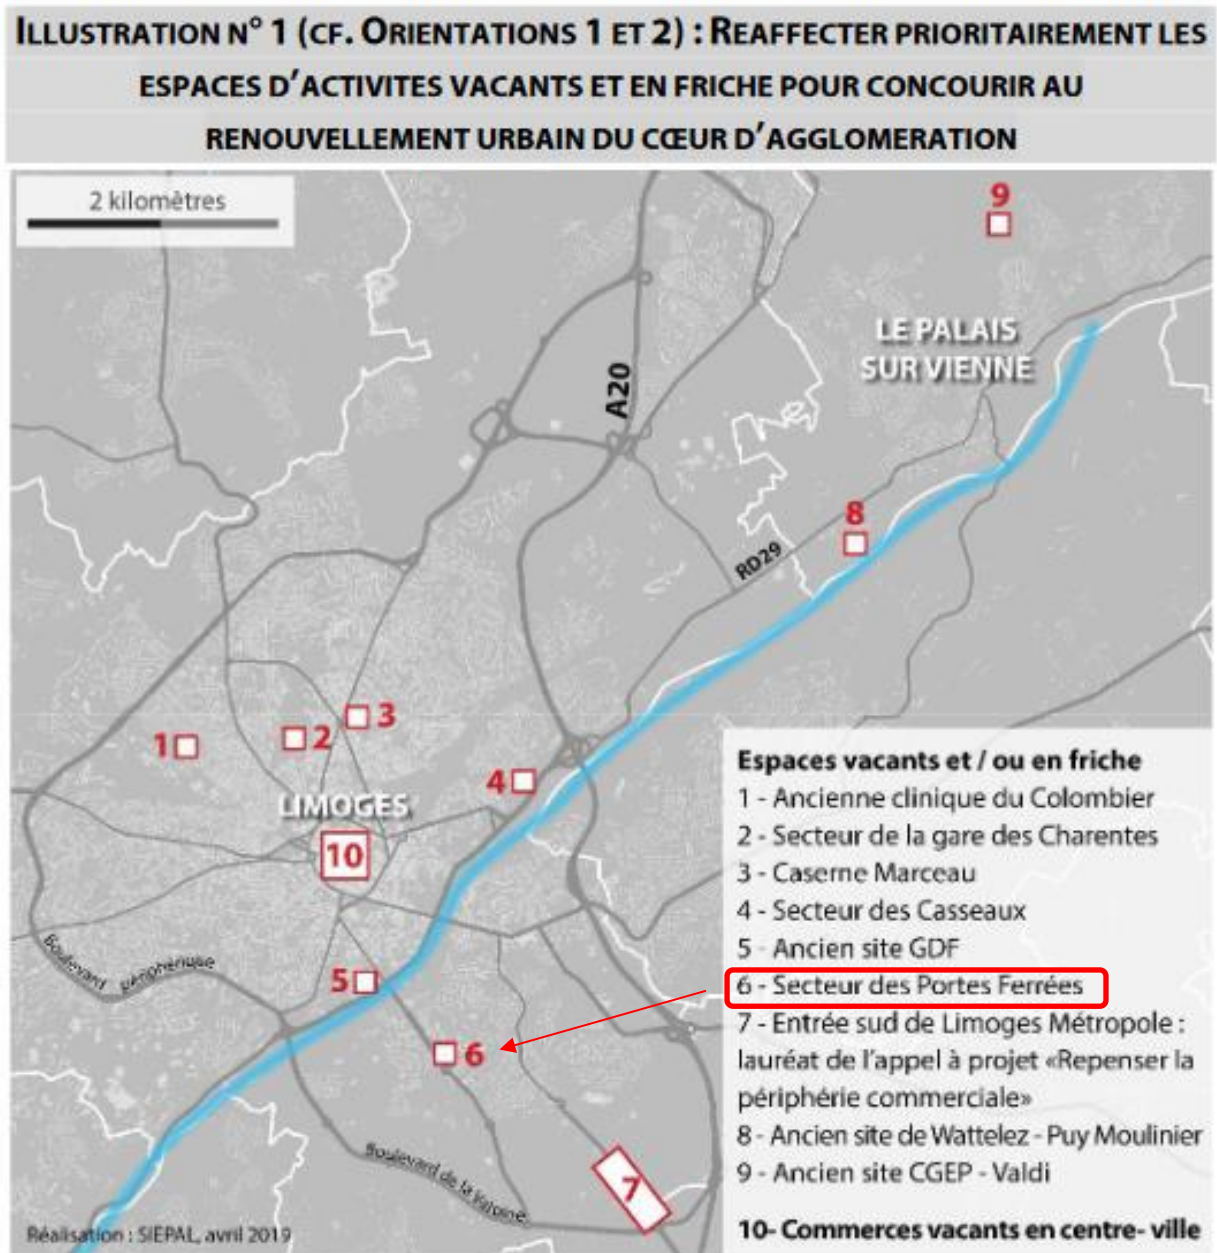 ILLUSTRATION N° 1 (CF. ORIENTATIONS 1 ET 2) : REAFFECTER PRIORITAIREMENT LES
ESPACES D'ACTIVITES VACANTS ET EN FRICHE POUR CONCOURIR AU
RENOUVELLEMENT URBAIN DU CŒUR D'AGGLOMERATION
2 kilomètres
9
LE PALAIS
SUR VIENNE
A20
8
RD29
3
2
1
4
LIMOGES
10
Boulevard périphérique
5
6
7
Boulevard de la Valoine
Espaces vacants et / ou en friche
1 - Ancienne clinique du Colombier
2 - Secteur de la gare des Charentes
3 - Caserne Marceau
4 - Secteur des Casseaux
5 - Ancien site GDF
6 - Secteur des Portes Ferrées
7 - Entrée sud de Limoges Métropole :
lauréat de l'appel à projet «Repenser la
périphérie commerciale»
8 - Ancien site de Wattelez - Puy Moulinier
9 - Ancien site CGEP - Valdi
10- Commerces vacants en centre- ville
Réalisation : SIEPAL, avril 2019